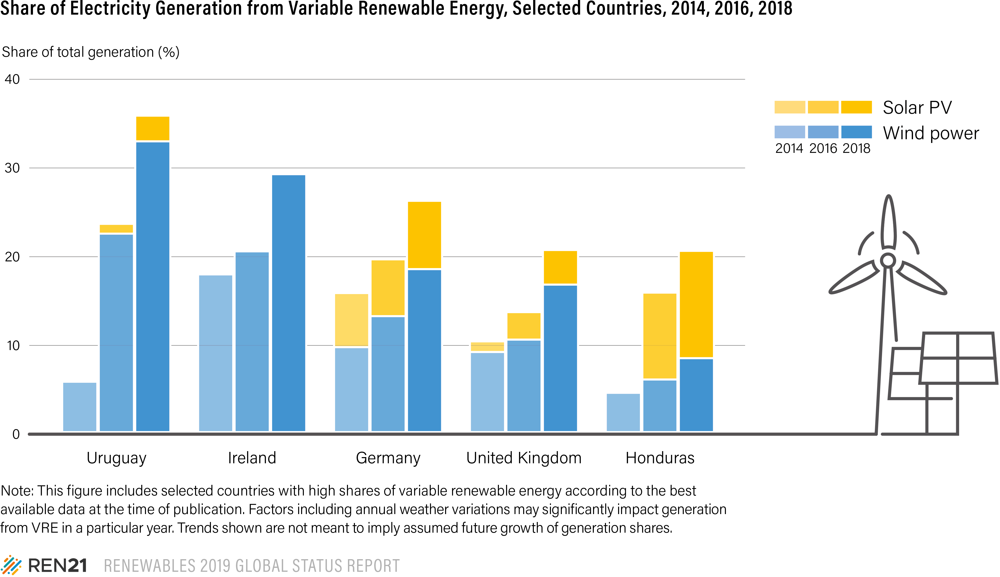 Share of Electricity Generation from Variable Renewable Energy, Selected Countries, 2014, 2016, 2018
Share of total generation (%)
40
30
20
10
0
Solar PV
Wind power
2014 2016 2018
Uruguay Ireland Germany United Kingdom Honduras
Note: This figure includes selected countries with high shares of variable renewable energy according to the best
available data at the time of publication. Factors including annual weather variations may significantly impact generation
from VRE in a particular year. Trends shown are not meant to imply assumed future growth of generation shares.
REN21 RENEWABLES 2019 GLOBAL STATUS REPORT